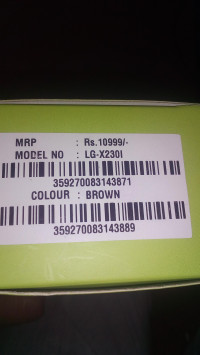 MRP : Rs.10999/-
MODEL NO : LG-X230I
359270083143871
COLOUR : BROWN
359270083143889